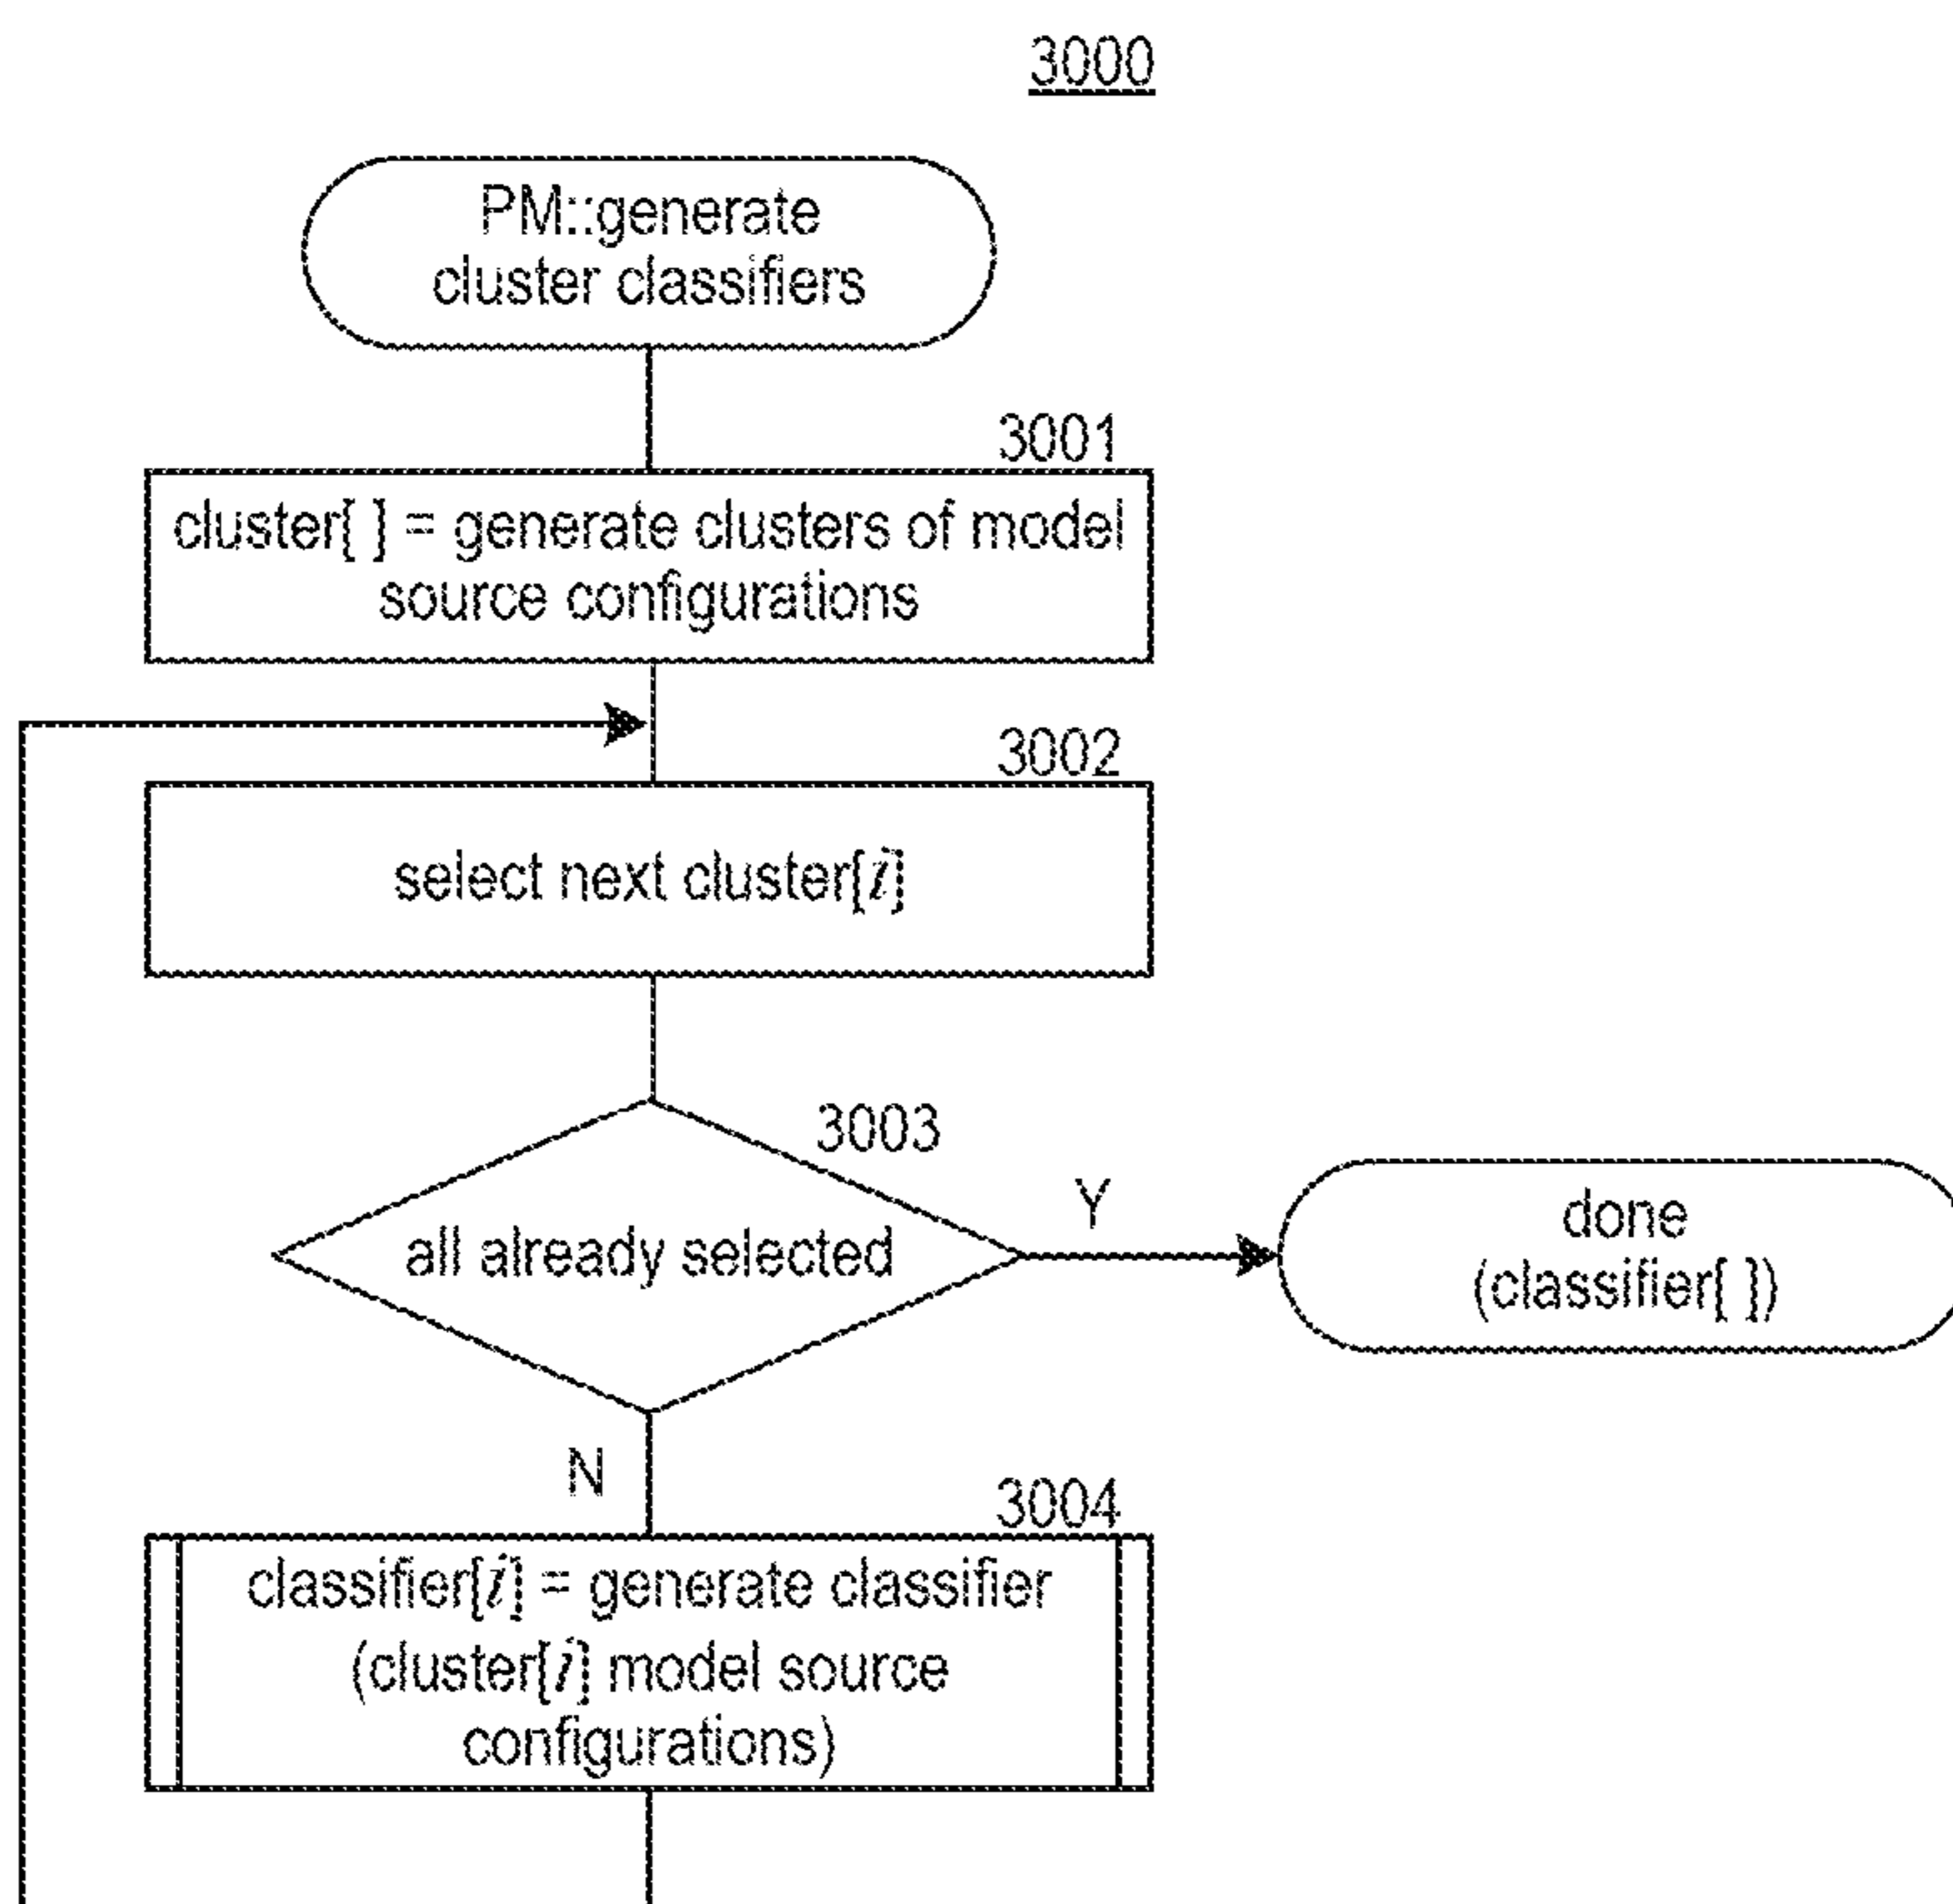 3000
PM::generate
cluster classifiers
3001
cluster[ ] = generate clusters of model
source configurations
3002
select next cluster[i]
3003
all already selected
Y
done
(classifier[ ])
N
3004
classifier[i] = generate classifier
(cluster[i] model source
configurations)